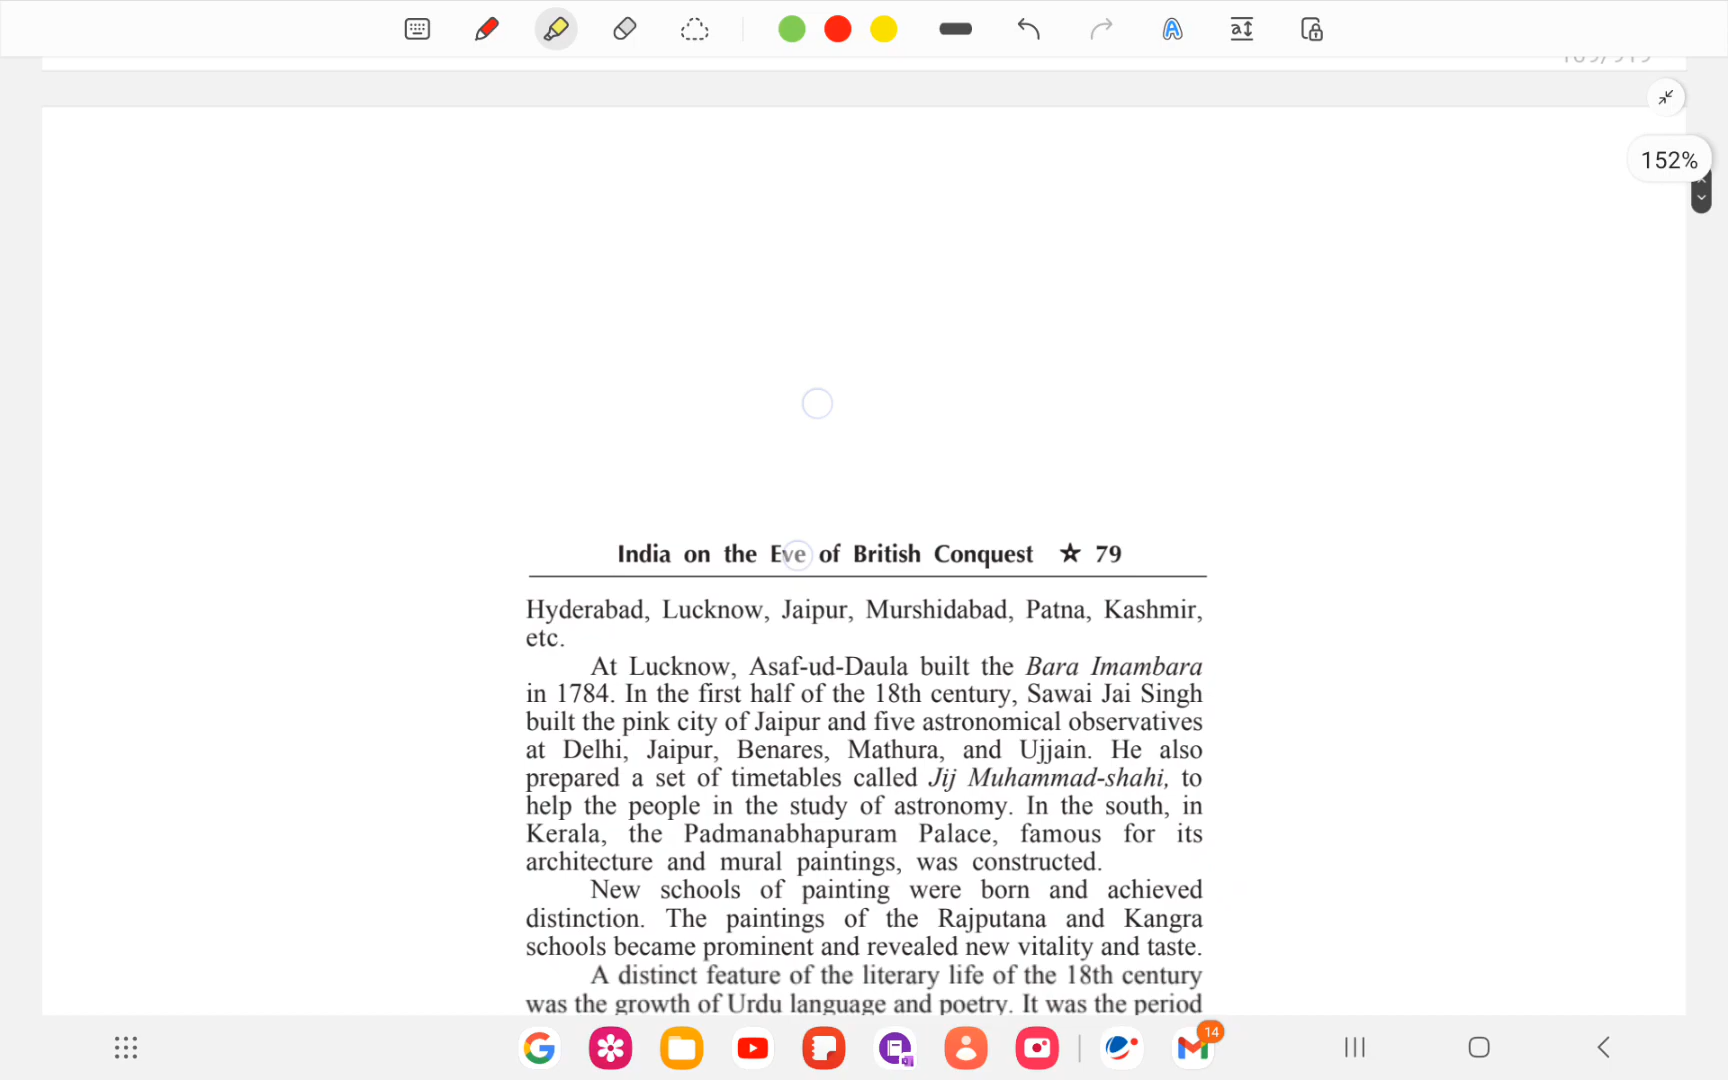 152%
India on the Eve of British Conquest ☆ 79
Hyderabad, Lucknow, Jaipur, Murshidabad, Patna, Kashmir,
etc.
At Lucknow, Asaf-ud-Daula built the Bara Imambara
in 1784. In the first half of the 18th century, Sawai Jai Singh
built the pink city of Jaipur and five astronomical observatives
at Delhi, Jaipur, Benares, Mathura, and Ujjain. He also
prepared a set of timetables called Jij Muhammad-shahi, to
help the people in the study of astronomy. In the south, in
Kerala, the Padmanabhapuram Palace, famous for its
architecture and mural paintings, was constructed.
New schools of painting were born and achieved
distinction. The paintings of the Rajputana and Kangra
schools became prominent and revealed new vitality and taste.
A distinct feature of the literary life of the 18th century
was the growth of Urdu language and poetry. It was the period
14